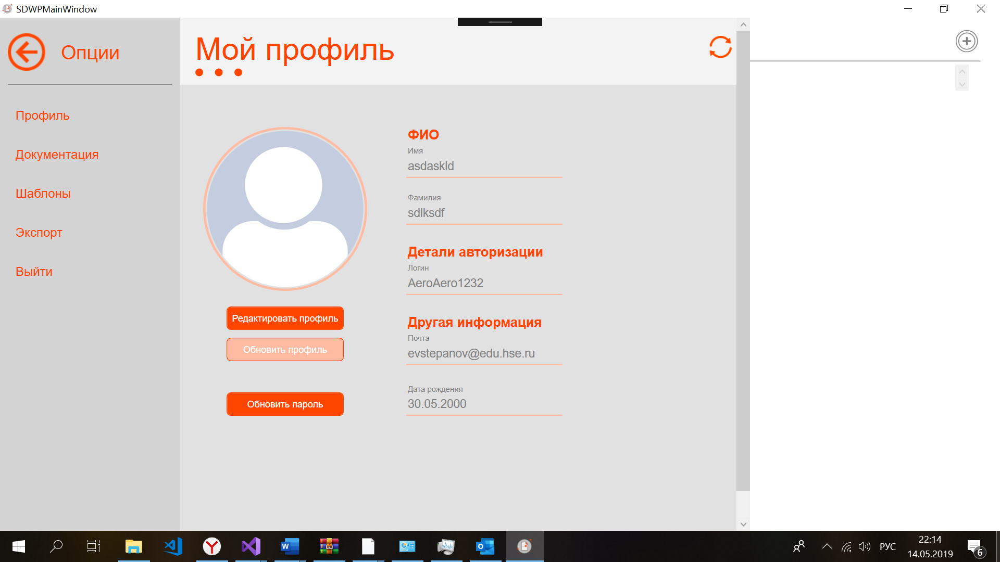 SDWPMainWindow
Опции
Профиль
Документация
Шаблоны
Экспорт
Выйти
Мой профиль
Редактировать профиль
Обновить профиль
Обновить пароль
ФИО
Имя
asdaskld
Фамилия
sdlksdf
Детали авторизации
Логин
AeroAero1232
Другая информация
Почта
evstepanov@edu.hse.ru
Дата рождения
30.05.2000
РУС
22:14
14.05.2019
6